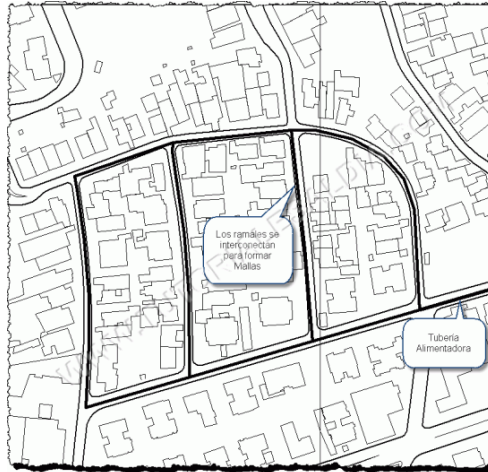 Los ramales se
interconectan
para formar
Mallas
Tubería
Alimentadora